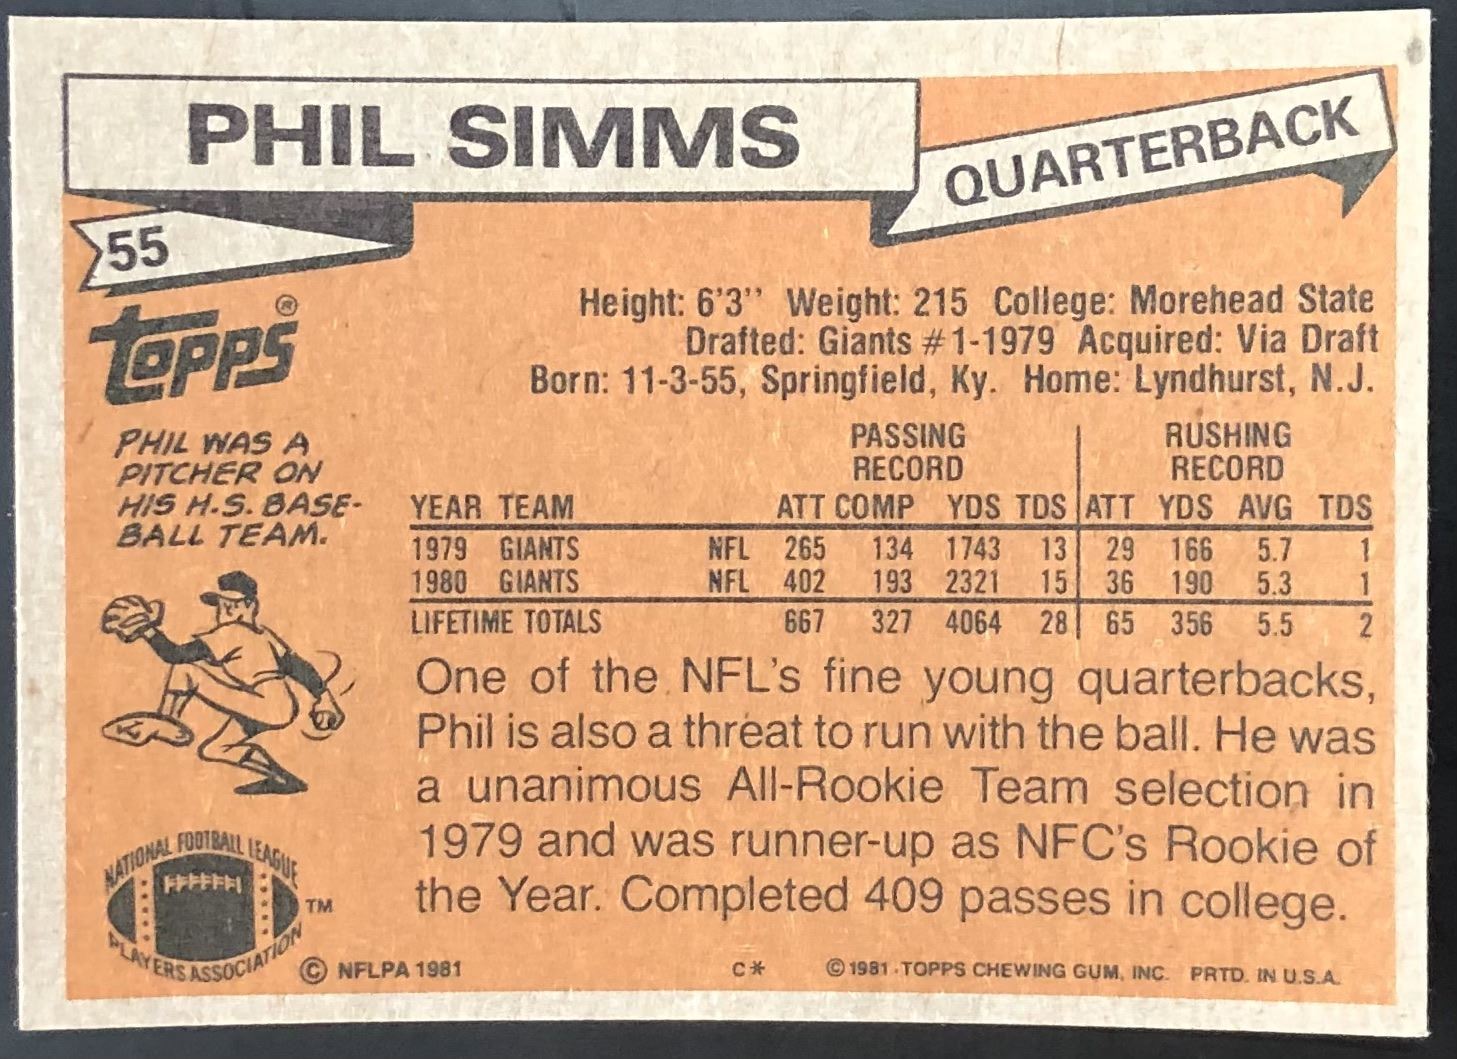 PHIL SIMMS
QUARTERBACK
55
TOPPS®
Height: 6'3'' Weight: 215 College: Morehead State
Drafted: Giants #1-1979 Acquired: Via Draft
Born: 11-3-55, Springfield, Ky. Home: Lyndhurst, N.J.
PHIL WAS A
PITCHER ON
HIS H.S. BASE-
BALL TEAM.
PASSING RUSHING
RECORD RECORD
YEAR TEAM ATT COMP YDS TDS ATT YDS AVG TDS
1979 GIANTS NFL 265 134 1743 13 29 166 5.7 1
1980 GIANTS NFL 402 193 2321 15 36 190 5.3 1
LIFETIME TOTALS 667 327 4064 28 65 356 5.5 2
One of the NFL's fine young quarterbacks,
Phil is also a threat to run with the ball. He was
a unanimous All-Rookie Team selection in
1979 and was runner-up as NFC's Rookie of
the Year. Completed 409 passes in college.
NATIONAL FOOTBALL LEAGUE
PLAYERS ASSOCIATION
TM
© NFLPA 1981 C* ©1981 TOPPS CHEWING GUM, INC. PRTD. IN U.S.A.